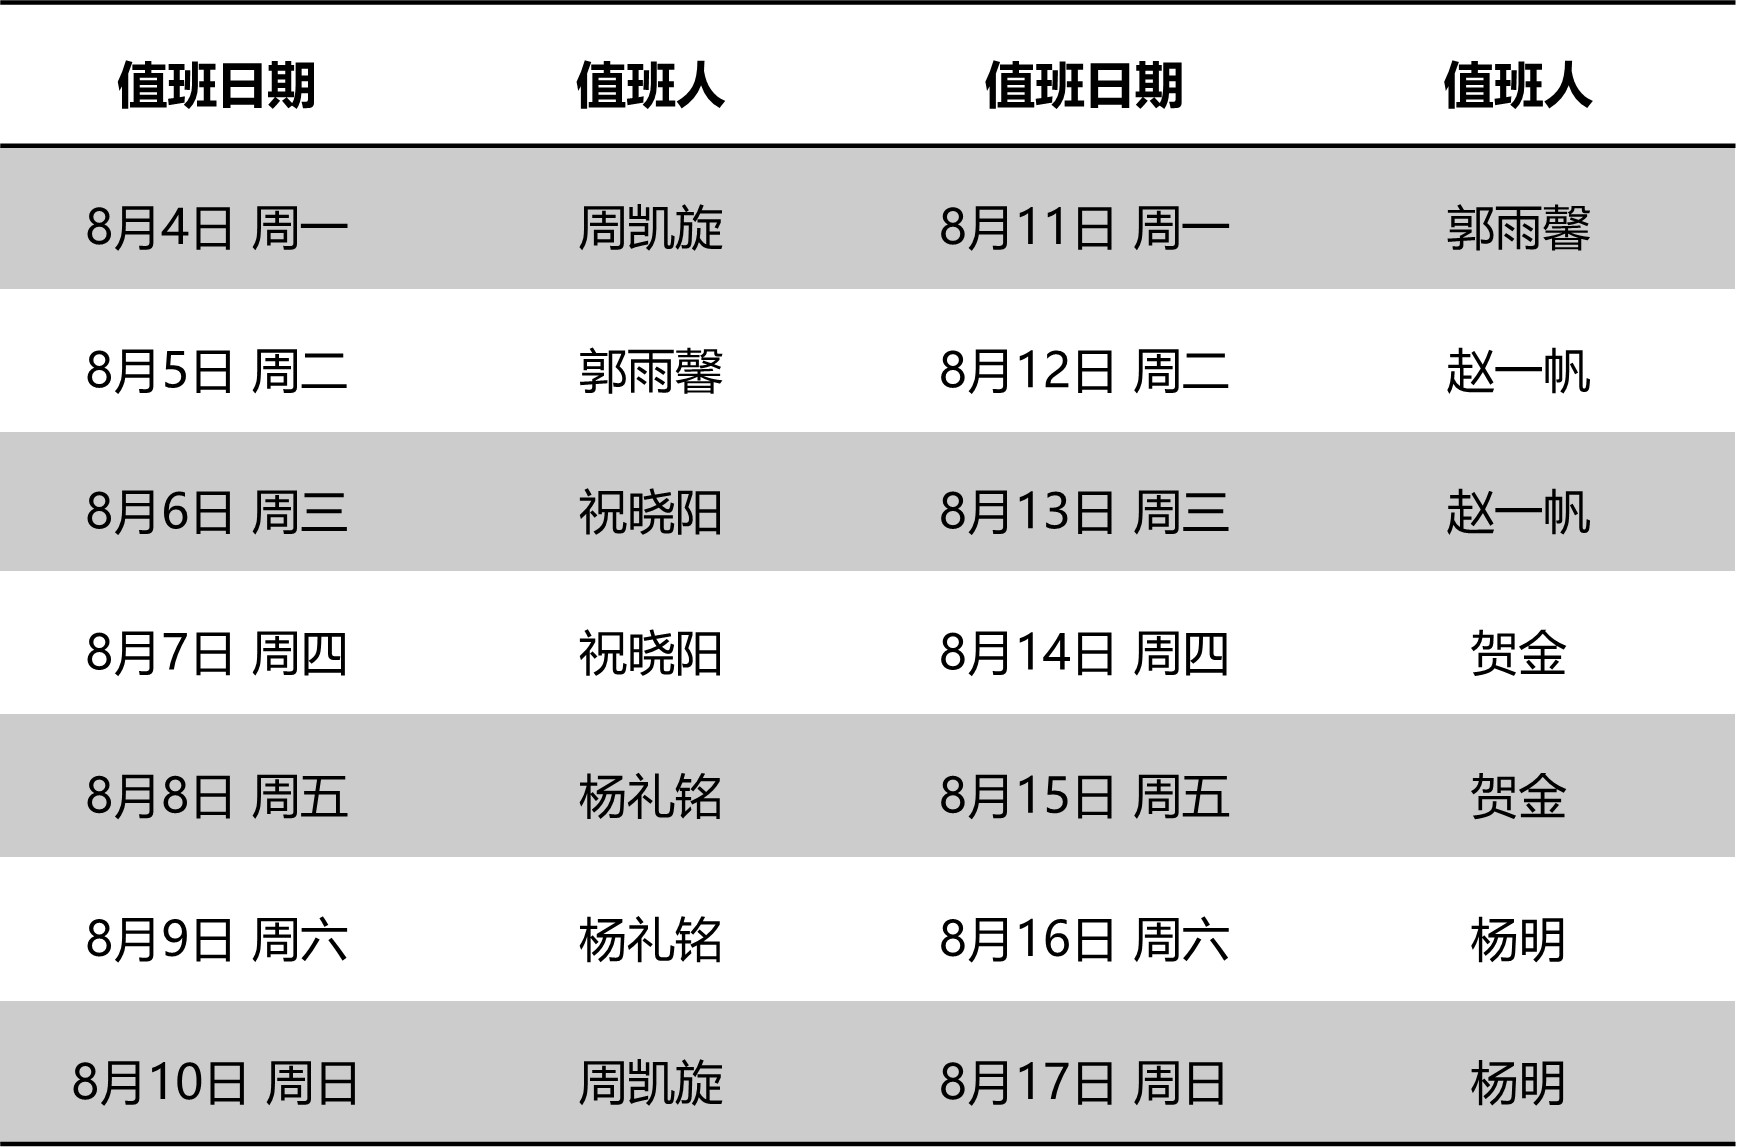 值班日期 值班人 值班日期 值班人
8月4日 周一 周凯旋 8月11日 周一 郭雨馨
8月5日 周二 郭雨馨 8月12日 周二 赵一帆
8月6日 周三 祝晓阳 8月13日 周三 赵一帆
8月7日 周四 祝晓阳 8月14日 周四 贺金
8月8日 周五 杨礼铭 8月15日 周五 贺金
8月9日 周六 杨礼铭 8月16日 周六 杨明
8月10日 周日 周凯旋 8月17日 周日 杨明